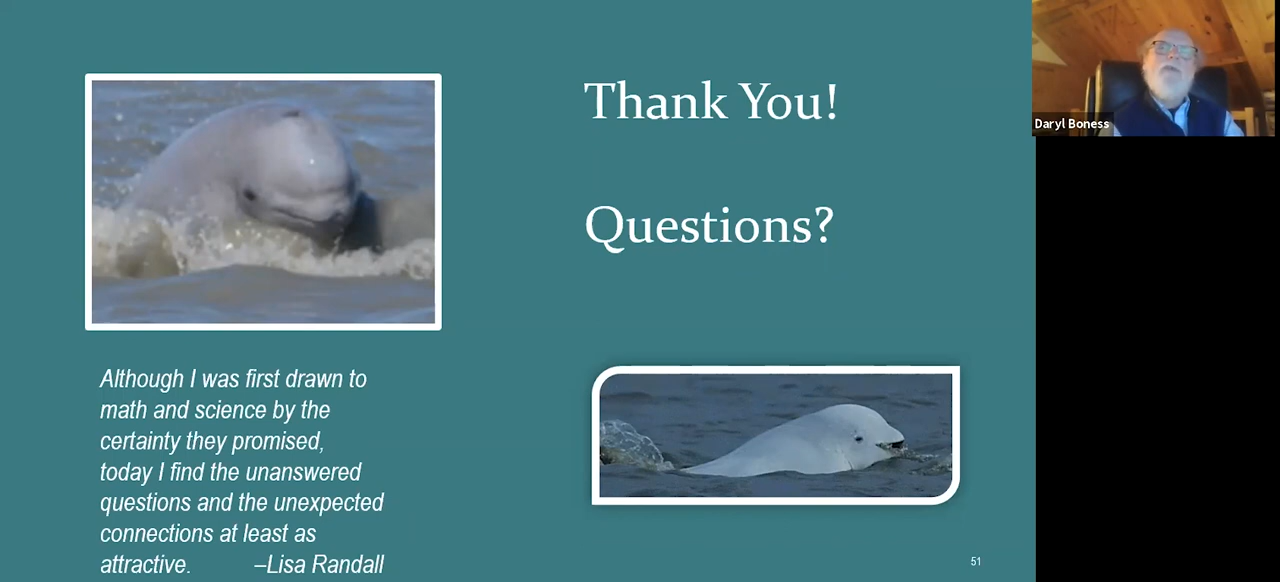 Thank You!
Questions?
Although I was first drawn to
math and science by the
certainty they promised,
today I find the unanswered
questions and the unexpected
connections at least as
attractive. –Lisa Randall
51
Daryl Boness